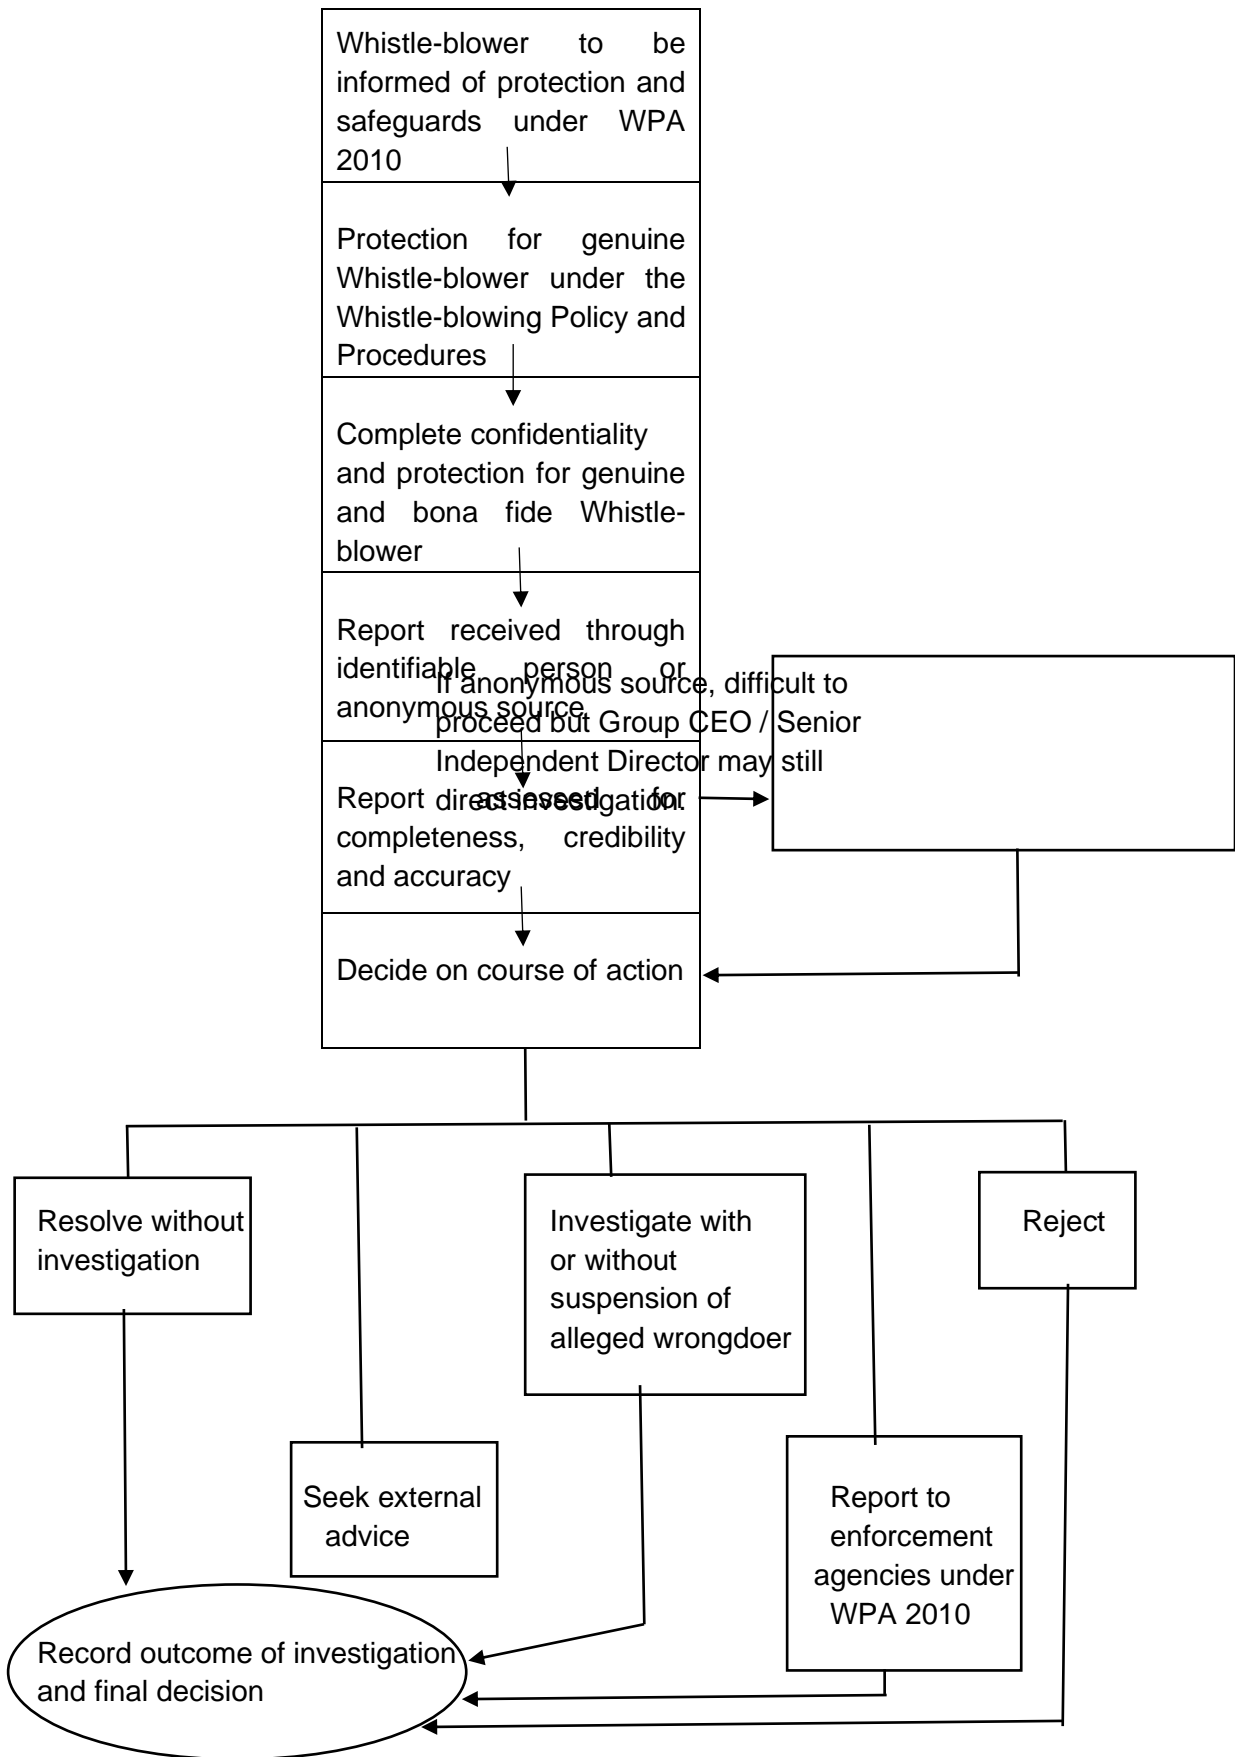 Whistle-blower to be
informed of protection and
safeguards under WPA
2010
Protection for genuine
Whistle-blower under the
Whistle-blowing Policy and
Procedures
Complete confidentiality
and protection for genuine
and bona fide Whistle-
blower
Report received through
identifiable person or
anonymous source
If anonymous source, difficult to
proceed but Group CEO / Senior
Independent Director may still
direct investigation.
Report assessed for
completeness, credibility
and accuracy
Decide on course of action
Resolve without
investigation
Investigate with
or without
suspension of
alleged wrongdoer
Reject
Seek external
advice
Report to
enforcement
agencies under
WPA 2010
Record outcome of investigation
and final decision